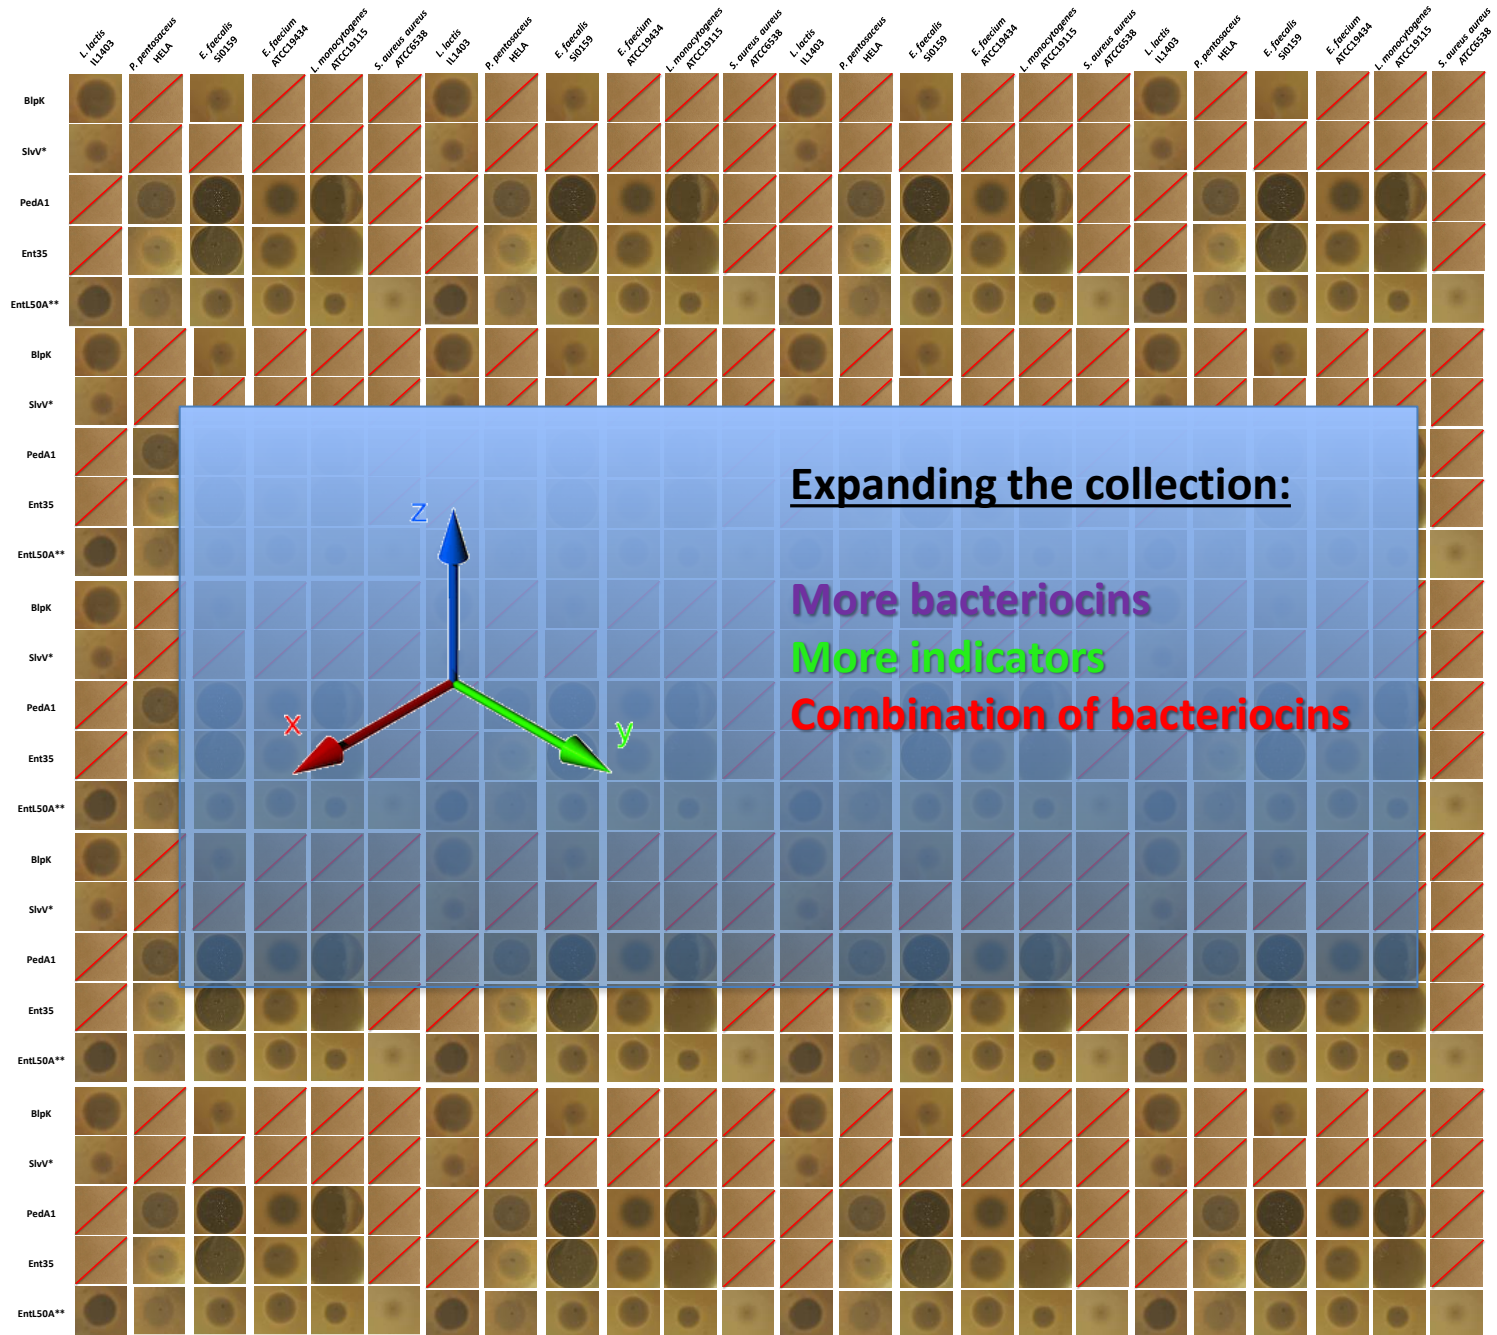 L. lactis IL1403 P. pentosaceus HELA E. faecalis SI0159 E. faecium ATCC19434 L. monocytogenes ATCC19115 S. aureus aureus ATCC6538 L. lactis IL1403 P. pentosaceus HELA E. faecalis SI0159 E. faecium ATCC19434 L. monocytogenes ATCC19115 S. aureus aureus ATCC6538 L. lactis IL1403 P. pentosaceus HELA E. faecalis SI0159 E. faecium ATCC19434 L. monocytogenes ATCC19115 S. aureus aureus ATCC6538 L. lactis IL1403 P. pentosaceus HELA E. faecalis SI0159 E. faecium ATCC19434 L. monocytogenes ATCC19115 S. aureus aureus ATCC6538
BlpK
SlvV*
PedA1
Ent35
EntL50A**
BlpK
SlvV*
PedA1
Ent35
EntL50A**
BlpK
SlvV*
PedA1
Ent35
EntL50A**
BlpK
SlvV*
PedA1
Ent35
EntL50A**
BlpK
SlvV*
PedA1
Ent35
EntL50A**
z
x
y
Expanding the collection:
More bacteriocins
More indicators
Combination of bacteriocins